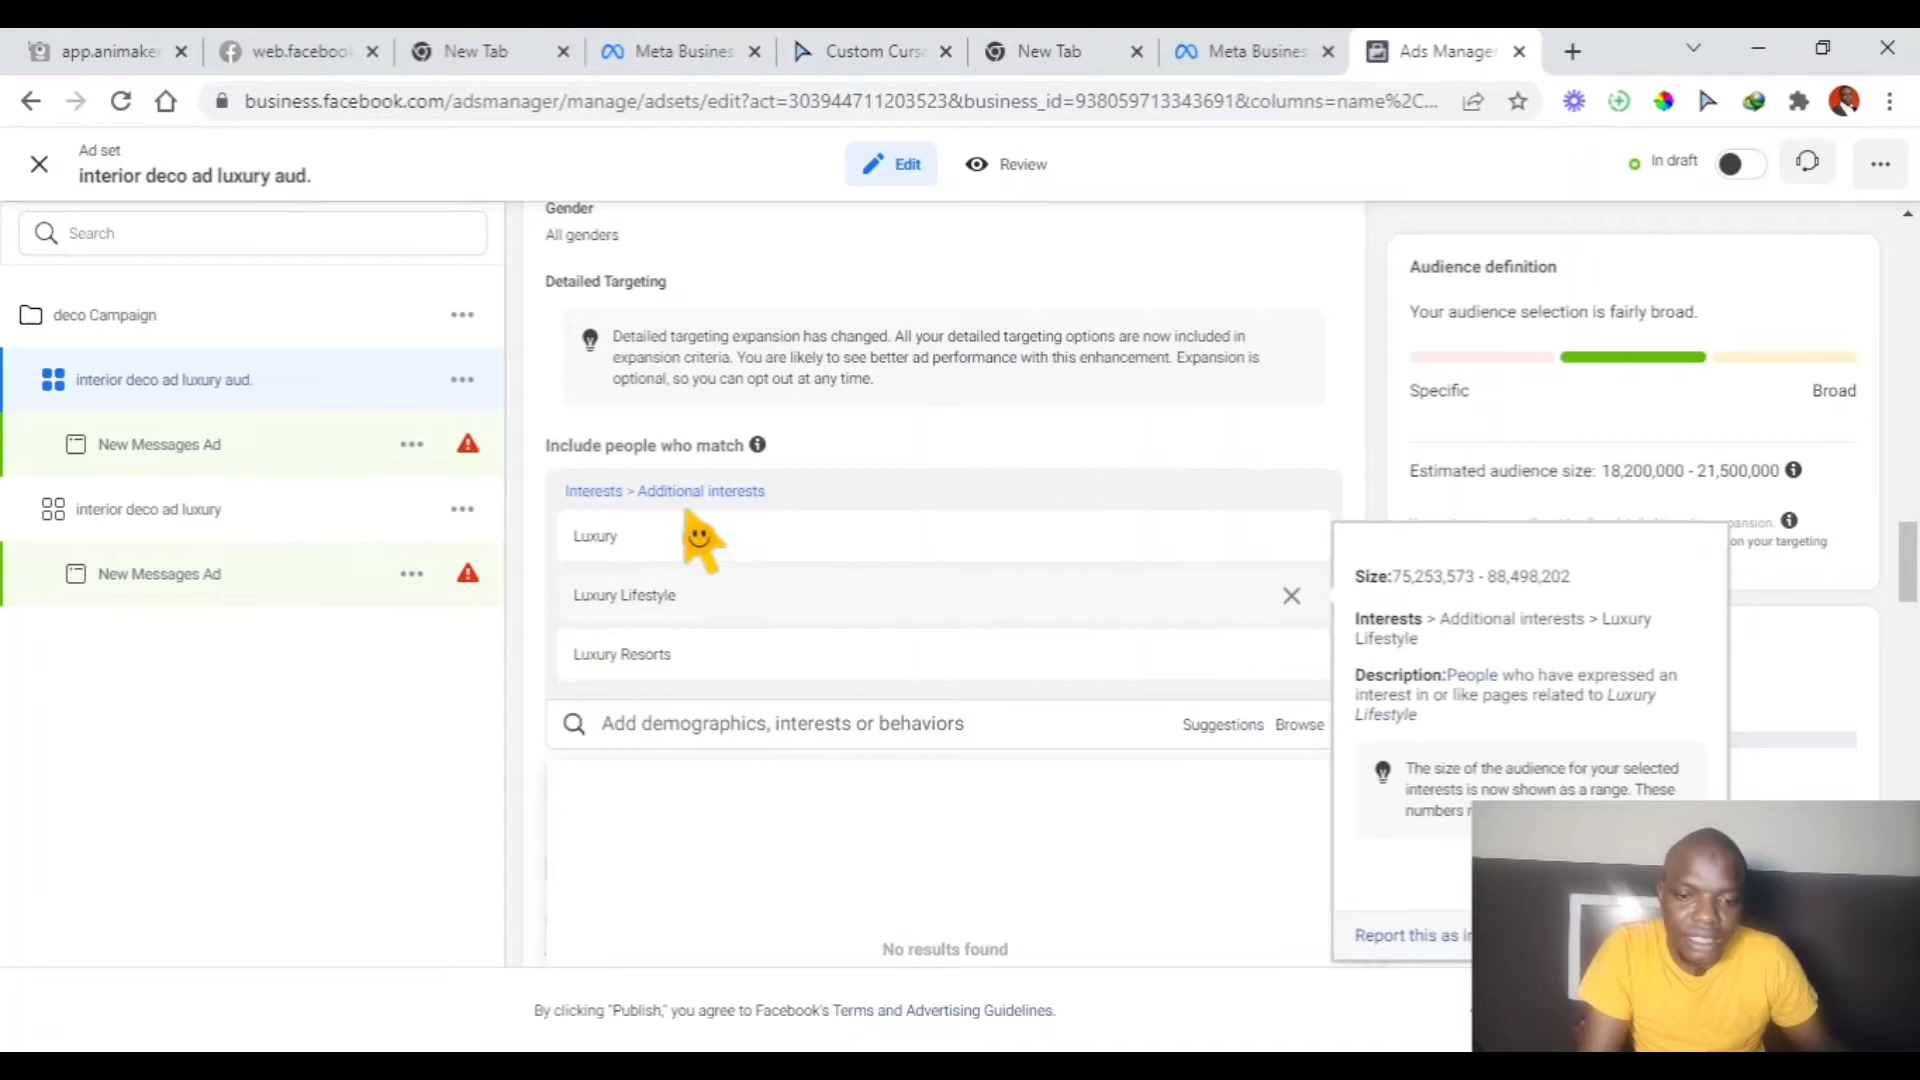 app.animaker
web.facebook
New Tab
Meta Busines
Custom Curso
New Tab
Meta Busines
Ads Manager
business.facebook.com/adsmanager/manage/adsets/edit?act=303944711203523&business_id=938059713343691&columns=name%2C...
Ad set
interior deco ad luxury aud.
Edit
Review
In draft
Search
deco Campaign
interior deco ad luxury aud.
New Messages Ad
interior deco ad luxury
New Messages Ad
Gender
All genders
Detailed Targeting
Detailed targeting expansion has changed. All your detailed targeting options are now included in
expansion criteria. You are likely to see better ad performance with this enhancement. Expansion is
optional, so you can opt out at any time.
Include people who match
Interests > Additional interests
Luxury
Luxury Lifestyle
Luxury Resorts
Add demographics, interests or behaviors
Suggestions Browse
No results found
By clicking "Publish," you agree to Facebook's Terms and Advertising Guidelines.
Audience definition
Your audience selection is fairly broad.
Specific
Broad
Estimated audience size: 18,200,000 - 21,500,000
expansion.
on your targeting
Size:75,253,573 - 88,498,202
Interests > Additional interests > Luxury
Lifestyle
Description:People who have expressed an
interest in or like pages related to Luxury
Lifestyle
The size of the audience for your selected
interests is now shown as a range. These
numbers
Report this as